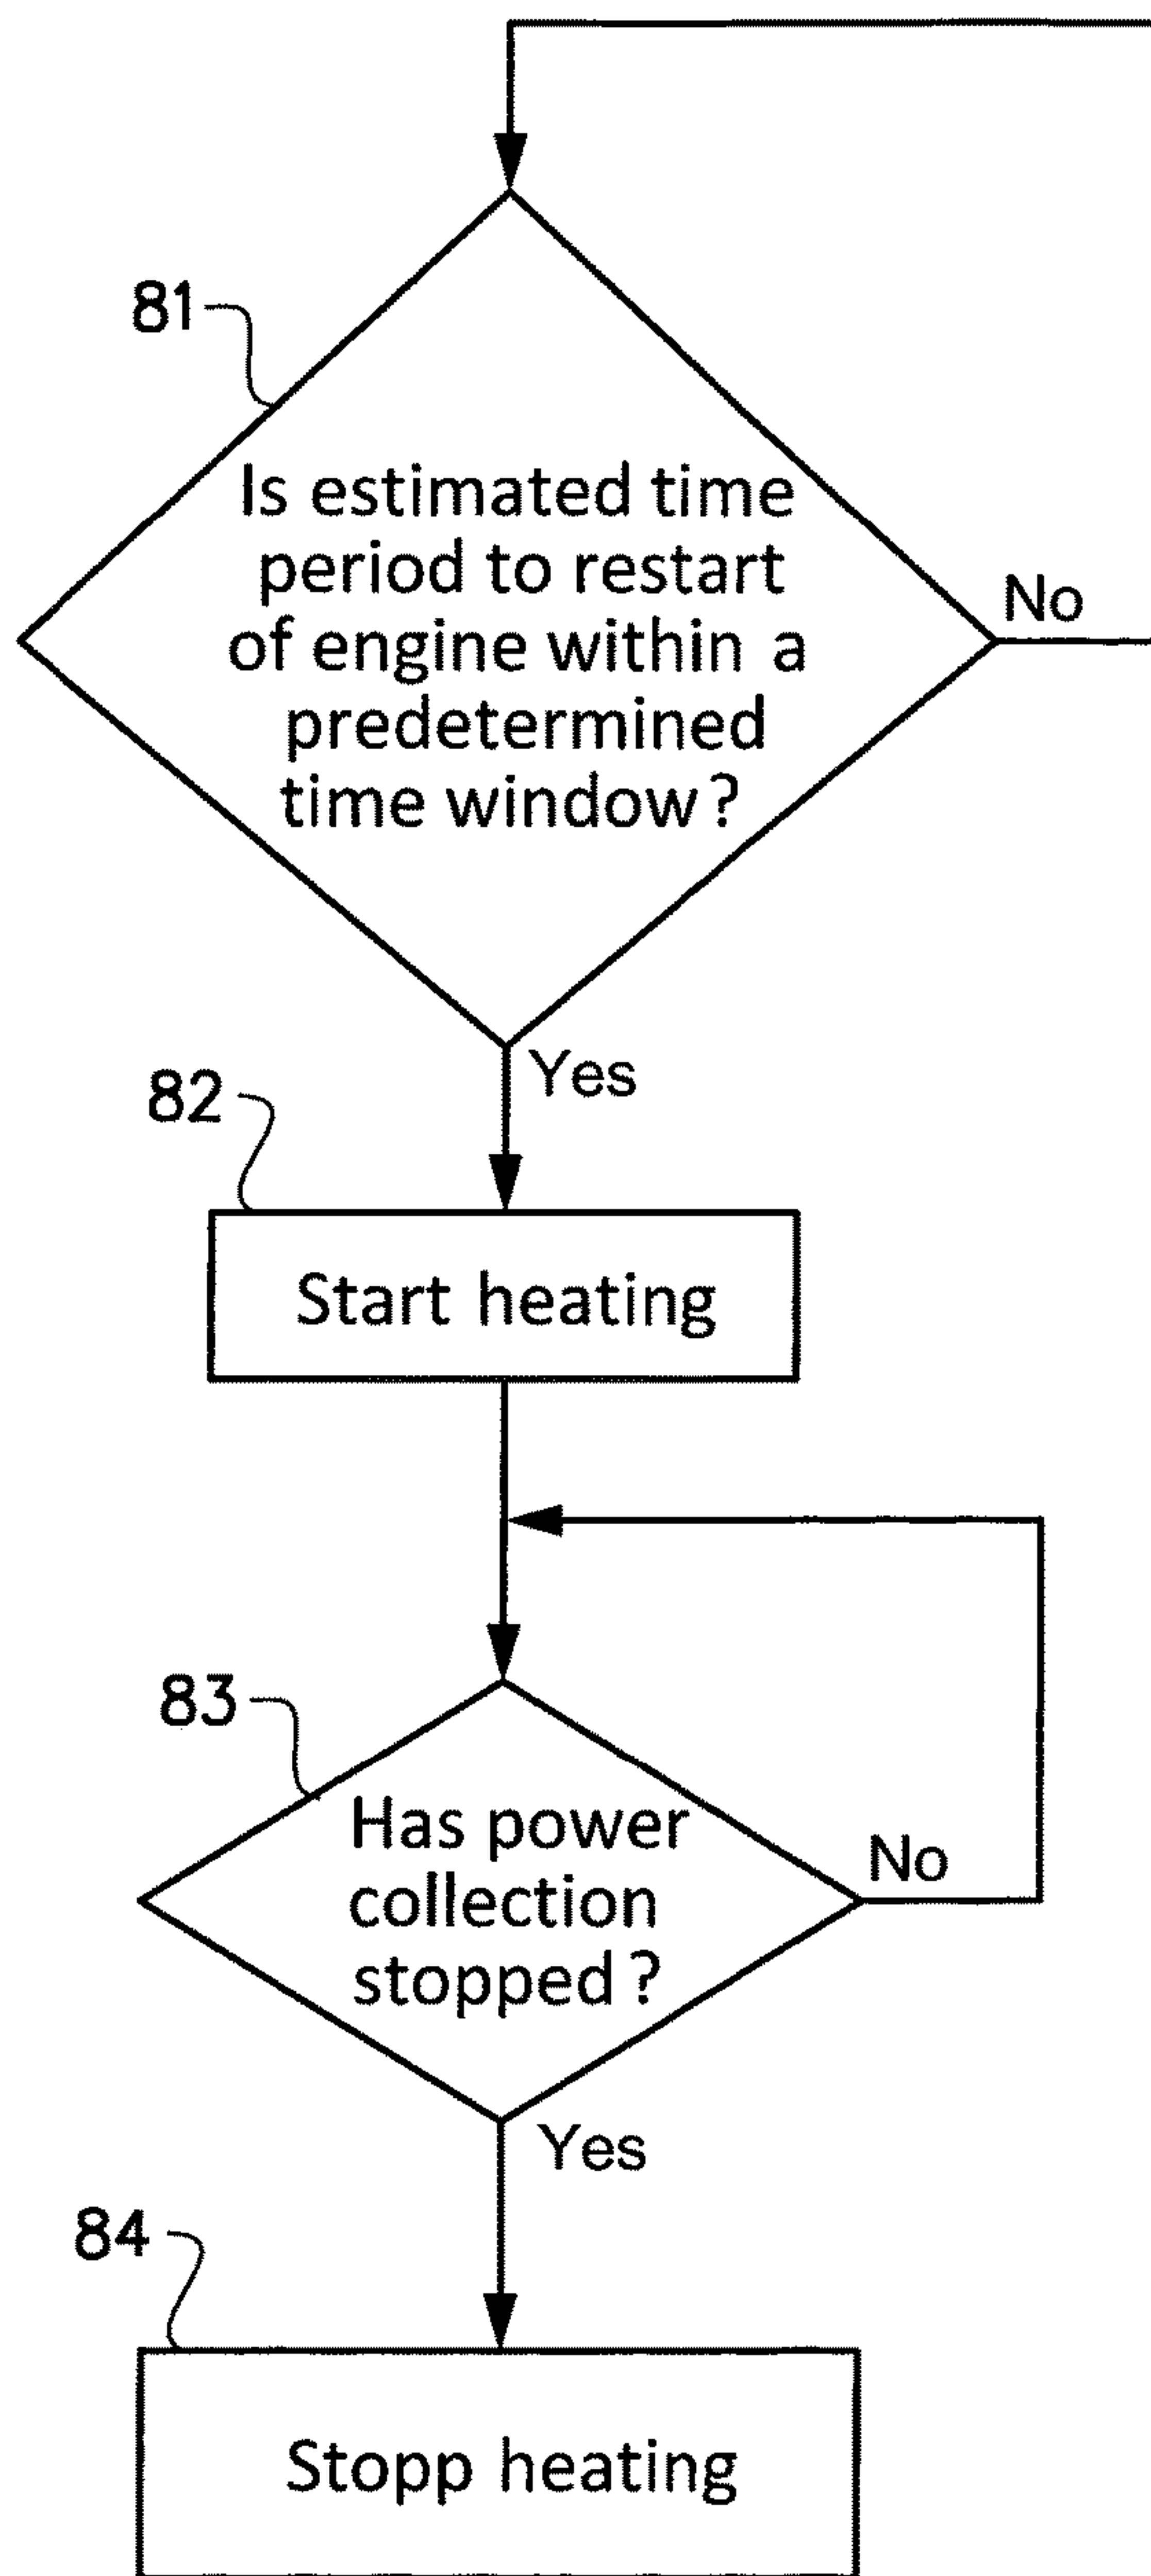 81
Is estimated time
period to restart
of engine within a
predetermined
time window?
No
Yes
82
Start heating
83
Has power
collection
stopped?
No
Yes
84
Stopp heating